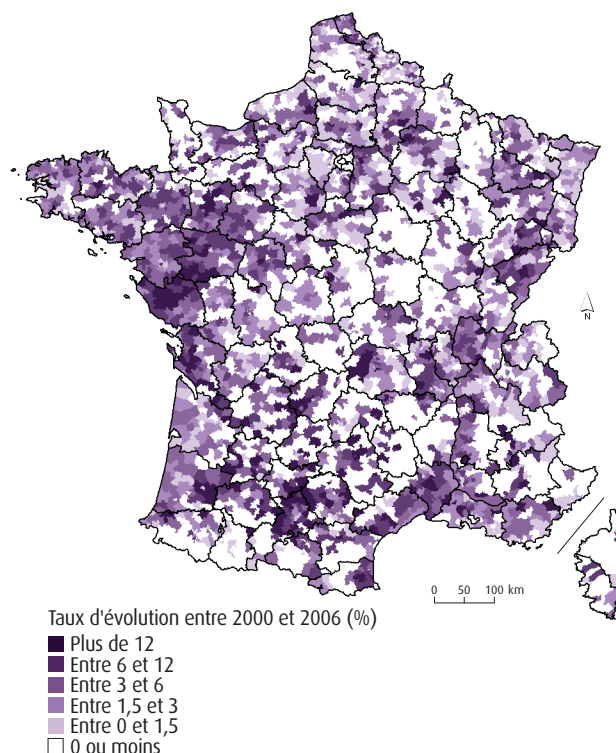 N
0 50 100 km
Taux d'évolution entre 2000 et 2006 (%)
Plus de 12
Entre 6 et 12
Entre 3 et 6
Entre 1,5 et 3
Entre 0 et 1,5
0 ou moins